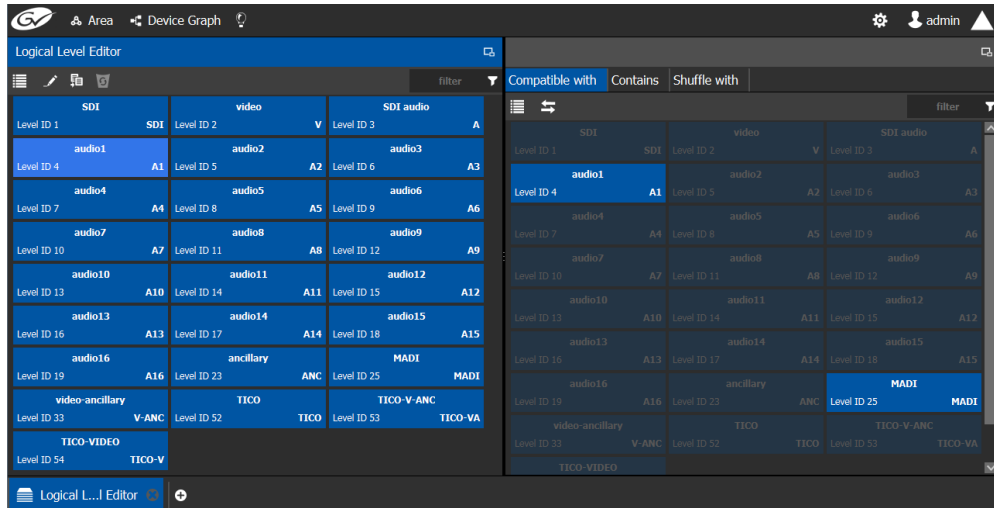 GV Area Device Graph admin
Logical Level Editor
filter
Compatible with Contains Shuffle with
filter
SDI video SDI audio
Level ID 1 SDI Level ID 2 V Level ID 3 A
audio1 audio2 audio3
Level ID 4 A1 Level ID 5 A2 Level ID 6 A3
audio4 audio5 audio6
Level ID 7 A4 Level ID 8 A5 Level ID 9 A6
audio7 audio8 audio9
Level ID 10 A7 Level ID 11 A8 Level ID 12 A9
audio10 audio11 audio12
Level ID 13 A10 Level ID 14 A11 Level ID 15 A12
audio13 audio14 audio15
Level ID 16 A13 Level ID 17 A14 Level ID 18 A15
audio16 ancillary MADI
Level ID 19 A16 Level ID 23 ANC Level ID 25 MADI
video-ancillary TICO TICO-V-ANC
Level ID 33 V-ANC Level ID 52 TICO Level ID 53 TICO-VA
TICO-VIDEO
Level ID 54 TICO-V
SDI video SDI audio
Level ID 1 SDI Level ID 2 V Level ID 3 A
audio1 audio2 audio3
Level ID 4 A1 Level ID 5 A2 Level ID 6 A3
audio4 audio5 audio6
Level ID 7 A4 Level ID 8 A5 Level ID 9 A6
audio7 audio8 audio9
Level ID 10 A7 Level ID 11 A8 Level ID 12 A9
audio10 audio11 audio12
Level ID 13 A10 Level ID 14 A11 Level ID 15 A12
audio13 audio14 audio15
Level ID 16 A13 Level ID 17 A14 Level ID 18 A15
audio16 ancillary MADI
Level ID 19 A16 Level ID 23 ANC Level ID 25 MADI
video-ancillary TICO TICO-V-ANC
Level ID 33 V-ANC Level ID 52 TICO Level ID 53 TICO-VA
TICO-VIDEO
Logical L...l Editor